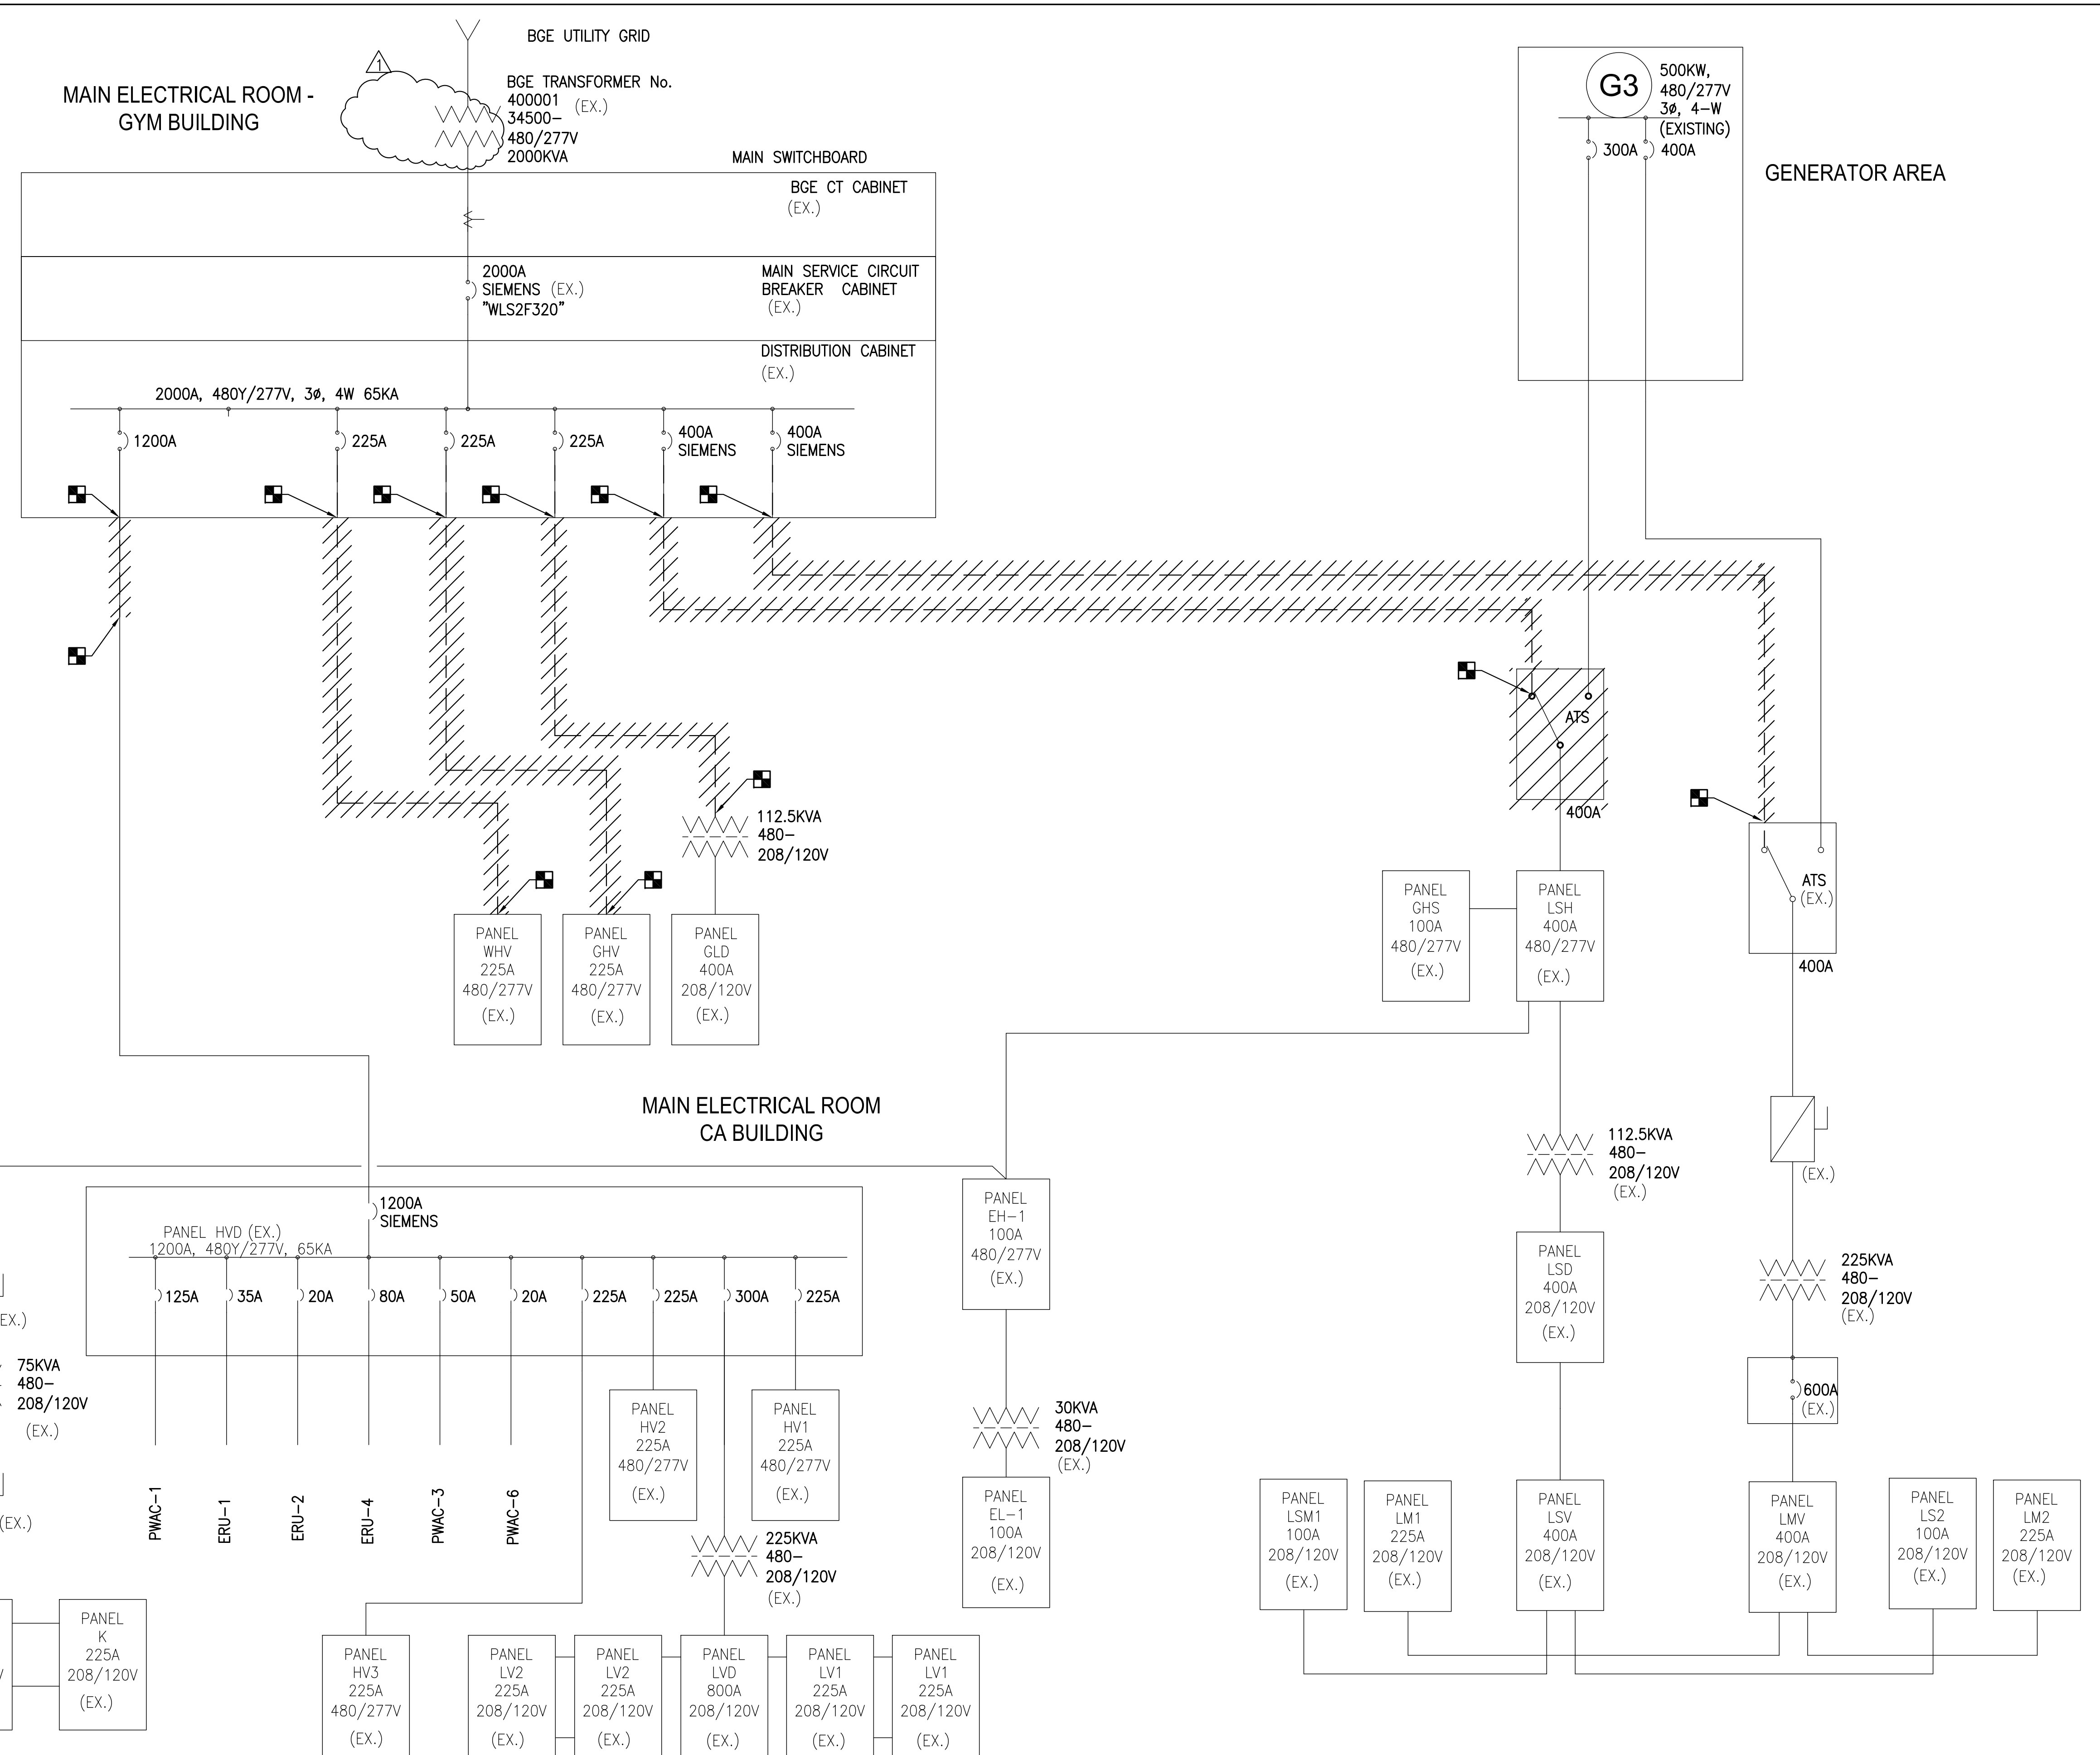 BGE UTILITY GRID
1
MAIN ELECTRICAL ROOM -
GYM BUILDING
BGE TRANSFORMER No.
400001 (EX.)
34500-
480/277V
2000KVA
MAIN SWITCHBOARD
BGE CT CABINET
(EX.)
2000A
SIEMENS (EX.)
"WLS2F320"
MAIN SERVICE CIRCUIT
BREAKER CABINET
(EX.)
DISTRIBUTION CABINET
(EX.)
2000A, 480Y/277V, 3ø, 4W 65KA
1200A
225A
225A
225A
400A
SIEMENS
400A
SIEMENS
G3
500KW,
480/277V
3ø, 4-W
(EXISTING)
300A
400A
GENERATOR AREA
ATS
400A
112.5KVA
480-
208/120V
ATS
(EX.)
400A
PANEL
WHV
225A
480/277V
(EX.)
PANEL
GHV
225A
480/277V
(EX.)
PANEL
GLD
400A
208/120V
(EX.)
PANEL
GHS
100A
480/277V
(EX.)
PANEL
LSH
400A
480/277V
(EX.)
MAIN ELECTRICAL ROOM
CA BUILDING
112.5KVA
480-
208/120V
(EX.)
(EX.)
1200A
SIEMENS
PANEL HVD (EX.)
1200A, 480Y/277V, 65KA
125A
35A
20A
80A
50A
20A
225A
225A
300A
225A
PANEL
EH-1
100A
480/277V
(EX.)
PANEL
LSD
400A
208/120V
(EX.)
225KVA
480-
208/120V
(EX.)
600A
(EX.)
EX.)
75KVA
480-
208/120V
(EX.)
(EX.)
PWAC-1
ERU-1
ERU-2
ERU-4
PWAC-3
PWAC-6
PANEL
HV2
225A
480/277V
(EX.)
PANEL
HV1
225A
480/277V
(EX.)
225KVA
480-
208/120V
(EX.)
30KVA
480-
208/120V
(EX.)
PANEL
EL-1
100A
208/120V
(EX.)
PANEL
LSM1
100A
208/120V
(EX.)
PANEL
LM1
225A
208/120V
(EX.)
PANEL
LSV
400A
208/120V
(EX.)
PANEL
LMV
400A
208/120V
(EX.)
PANEL
LS2
100A
208/120V
(EX.)
PANEL
LM2
225A
208/120V
(EX.)
PANEL
K
225A
208/120V
(EX.)
PANEL
HV3
225A
480/277V
(EX.)
PANEL
LV2
225A
208/120V
(EX.)
PANEL
LV2
225A
208/120V
(EX.)
PANEL
LVD
800A
208/120V
(EX.)
PANEL
LV1
225A
208/120V
(EX.)
PANEL
LV1
225A
208/120V
(EX.)